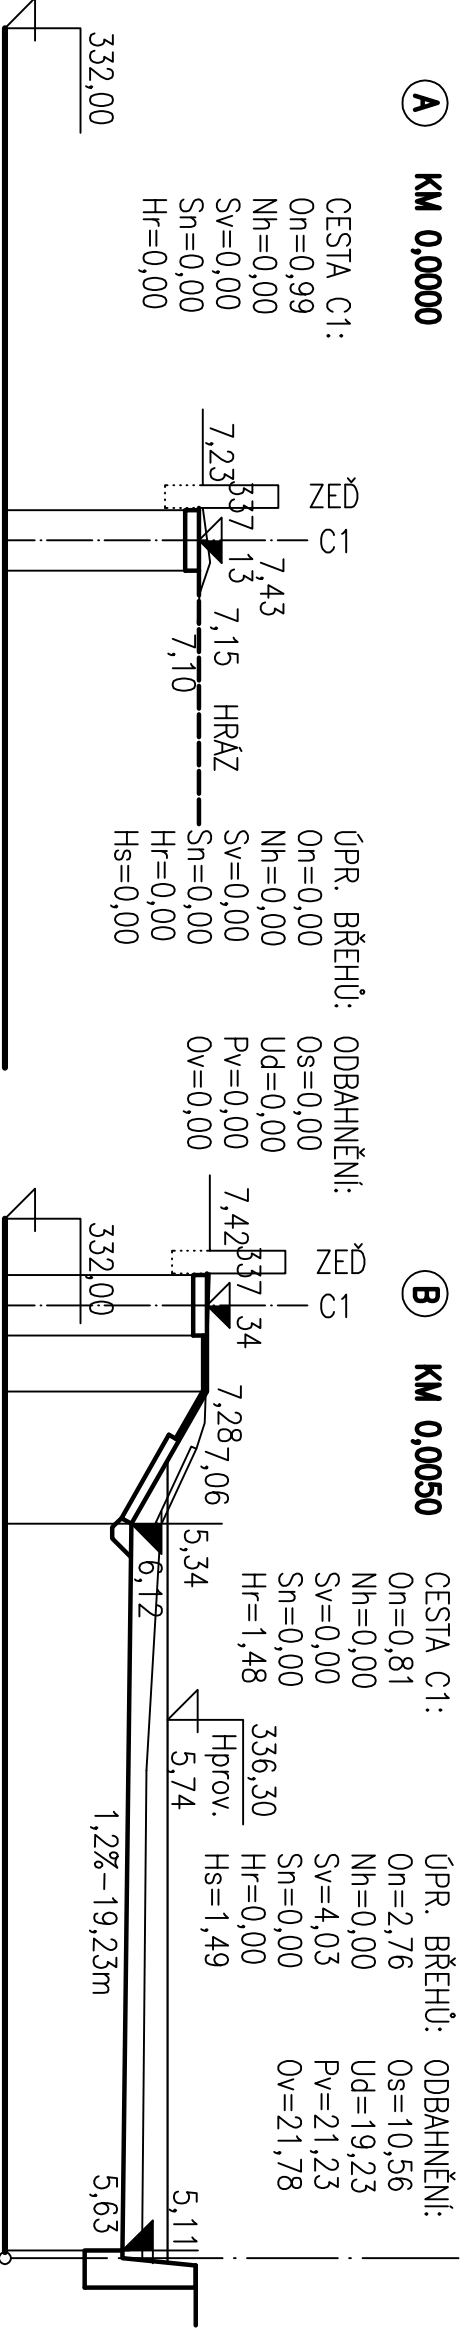 A KM 0,0000
CESTA C1:
On=0,99
Nh=0,00
Sv=0,00
Sn=0,00
Hr=0,00
332,00
ZEĎ
C1
7,43
7,23
337 13
7,15
7,10
HRÁZ
ÚPR. BŘEHŮ:
On=0,00
Nh=0,00
Sv=0,00
Sn=0,00
Hr=0,00
Hs=0,00
ODBAHNĚNÍ:
Os=0,00
Ud=0,00
Pv=0,00
Ov=0,00
B KM 0,0050
332,00
ZEĎ
C1
7,42
337 34
7,28
7,06
5,34
6,12
CESTA C1:
On=0,81
Nh=0,00
Sv=0,00
Sn=0,00
Hr=1,48
336,30
Hprov.
5,74
1,2%-19,23m
ÚPR. BŘEHŮ:
On=2,76
Nh=0,00
Sv=4,03
Sn=0,00
Hr=0,00
Hs=1,49
ODBAHNĚNÍ:
Os=10,56
Ud=19,23
Pv=21,23
Ov=21,78
5,11
5,63